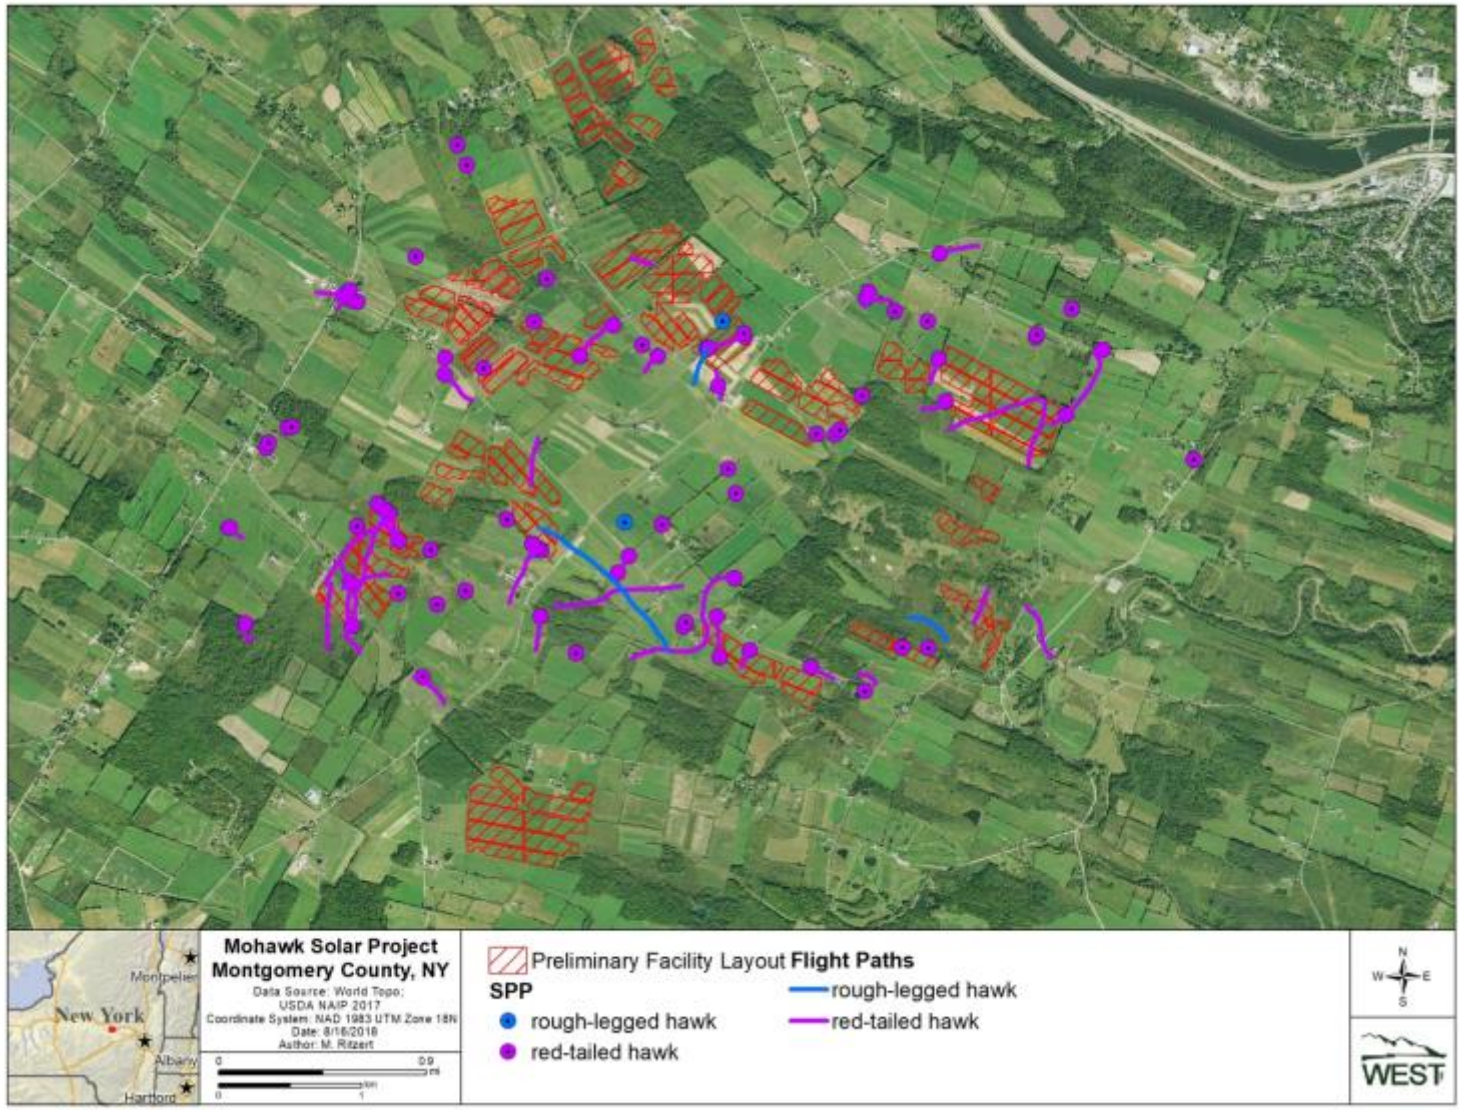 Montpelier
New York
Albany
Hartford
Mohawk Solar Project
Montgomery County, NY
Data Source: World Topo;
USDA NAIP 2017
Coordinate System: NAD 1983 UTM Zone 18N
Date: 8/16/2018
Author: M. Ritzert
0 0.9
mi
km
0 1
Preliminary Facility Layout Flight Paths
SPP
rough-legged hawk
rough-legged hawk
red-tailed hawk
red-tailed hawk
N
W E
S
WEST